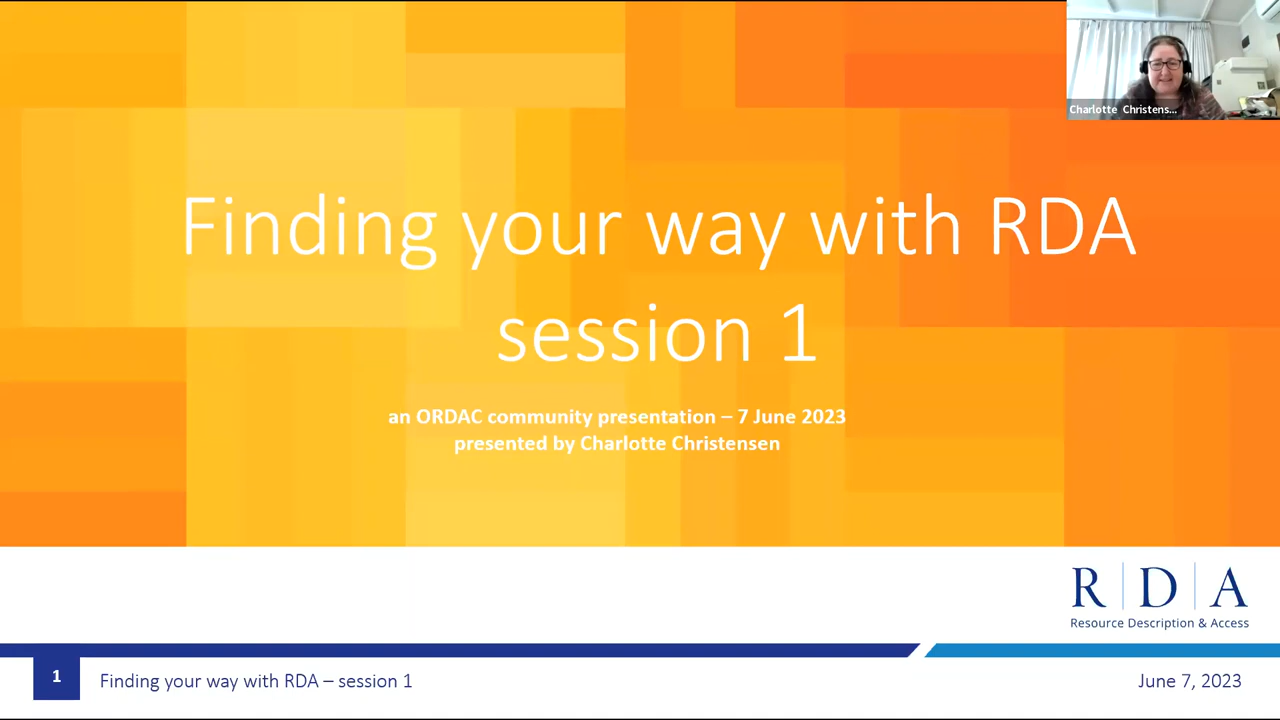 Charlotte Christens...
Finding your way with RDA
session 1
an ORDAC community presentation – 7 June 2023
presented by Charlotte Christensen
R | D | A
Resource Description & Access
1
Finding your way with RDA – session 1
June 7, 2023